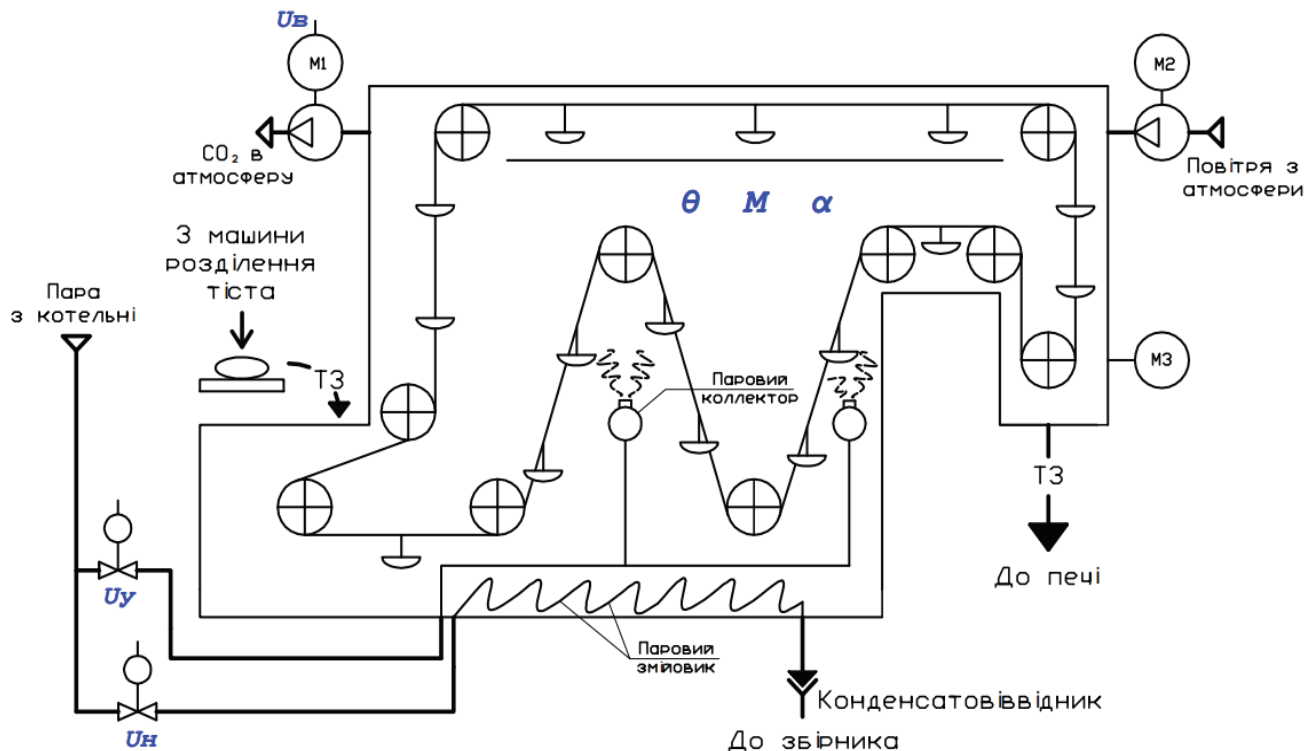 Uв
M1
M2
CO₂ в
атмосферу
Повітря з
атмосфери
θ M α
З машини
розділення
тіста
Пара
з котельні
ТЗ
Паровий
коллектор
M3
ТЗ
До печі
Uу
Паровий
змійовик
Uн
Конденсатовіввідник
До збірника